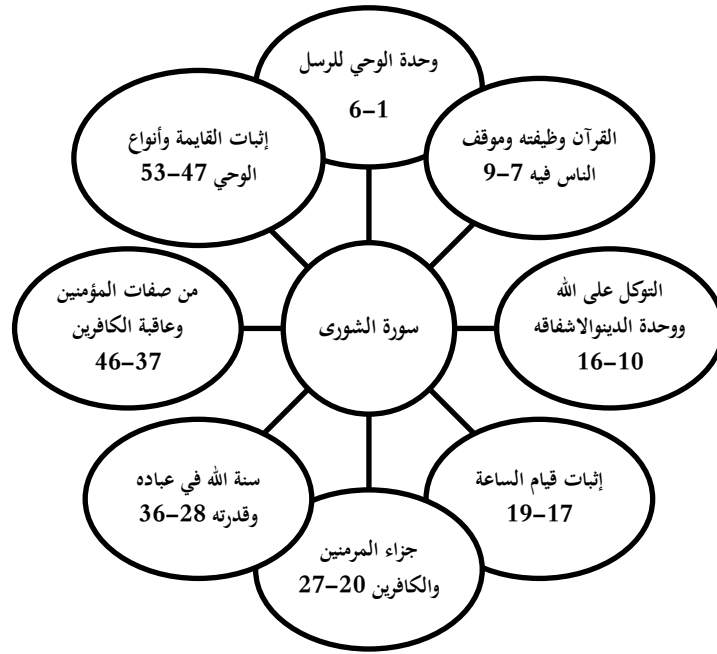 وحدة الوحي للرسل
6–1
القرآن وظيفته وموقف
الناس فيه 7–9
التوكل على الله
ووحدة الدينوالاشفاقه
16–10
إثبات قيام الساعة
19–17
جزاء المرمنين
والكافرين 20–27
سنة الله في عباده
وقدرته 28–36
من صفات المؤمنين
وعاقبة الكافرين
46–37
إثبات القايمة وأنواع
الوحي 47–53
سورة الشورى